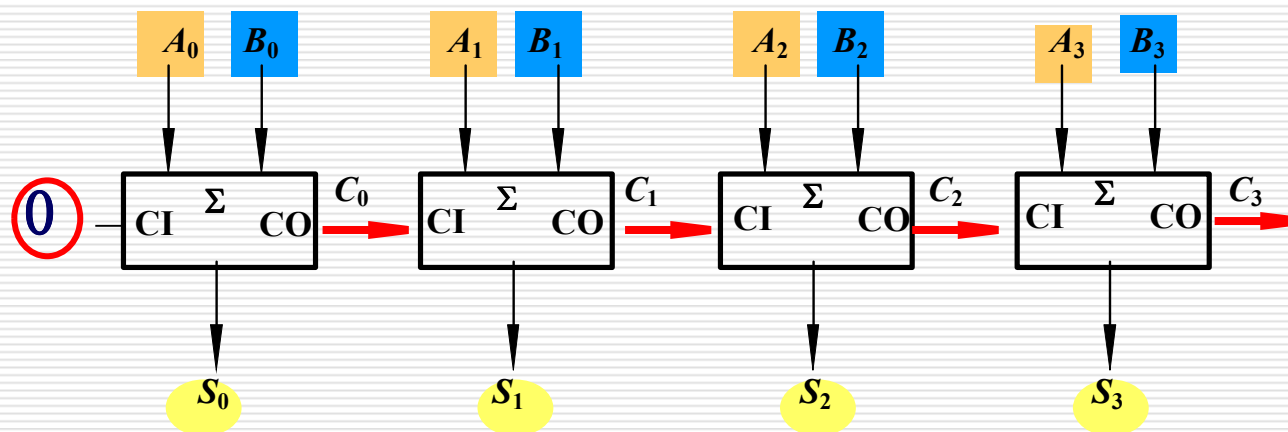 A₀ B₀ A₁ B₁ A₂ B₂ A₃ B₃
C₀ C₁ C₂ C₃
0 CI Σ CO CI Σ CO CI Σ CO CI Σ CO
S₀ S₁ S₂ S₃